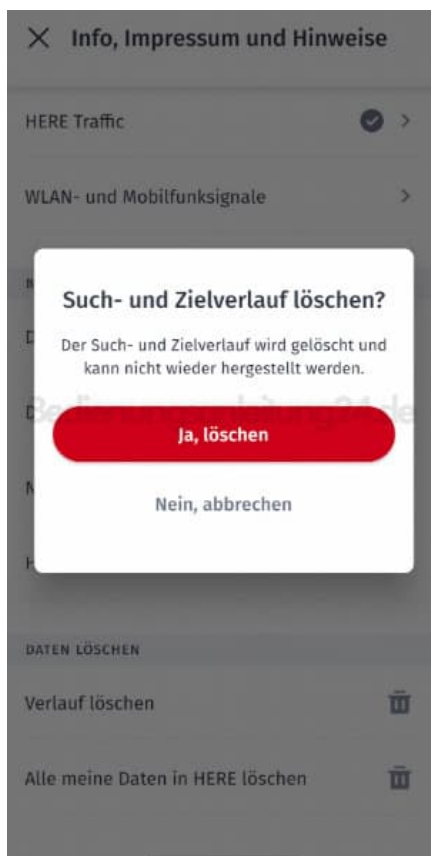 Info, Impressum und Hinweise
HERE Traffic
WLAN- und Mobilfunksignale
Such- und Zielverlauf löschen?
Der Such- und Zielverlauf wird gelöscht und
kann nicht wieder hergestellt werden.
Ja, löschen
Nein, abbrechen
DATEN LÖSCHEN
Verlauf löschen
Alle meine Daten in HERE löschen